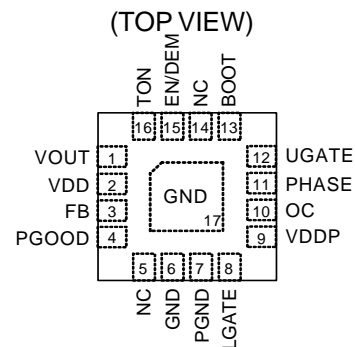 (TOP VIEW)
TON
EN/DEM
NC
BOOT
16 15 14 13
VOUT 1
VDD 2
FB 3
PGOOD 4
12 UGATE
11 PHASE
10 OC
9 VDDP
GND
17
5 6 7 8
NC
GND
PGND
LGATE